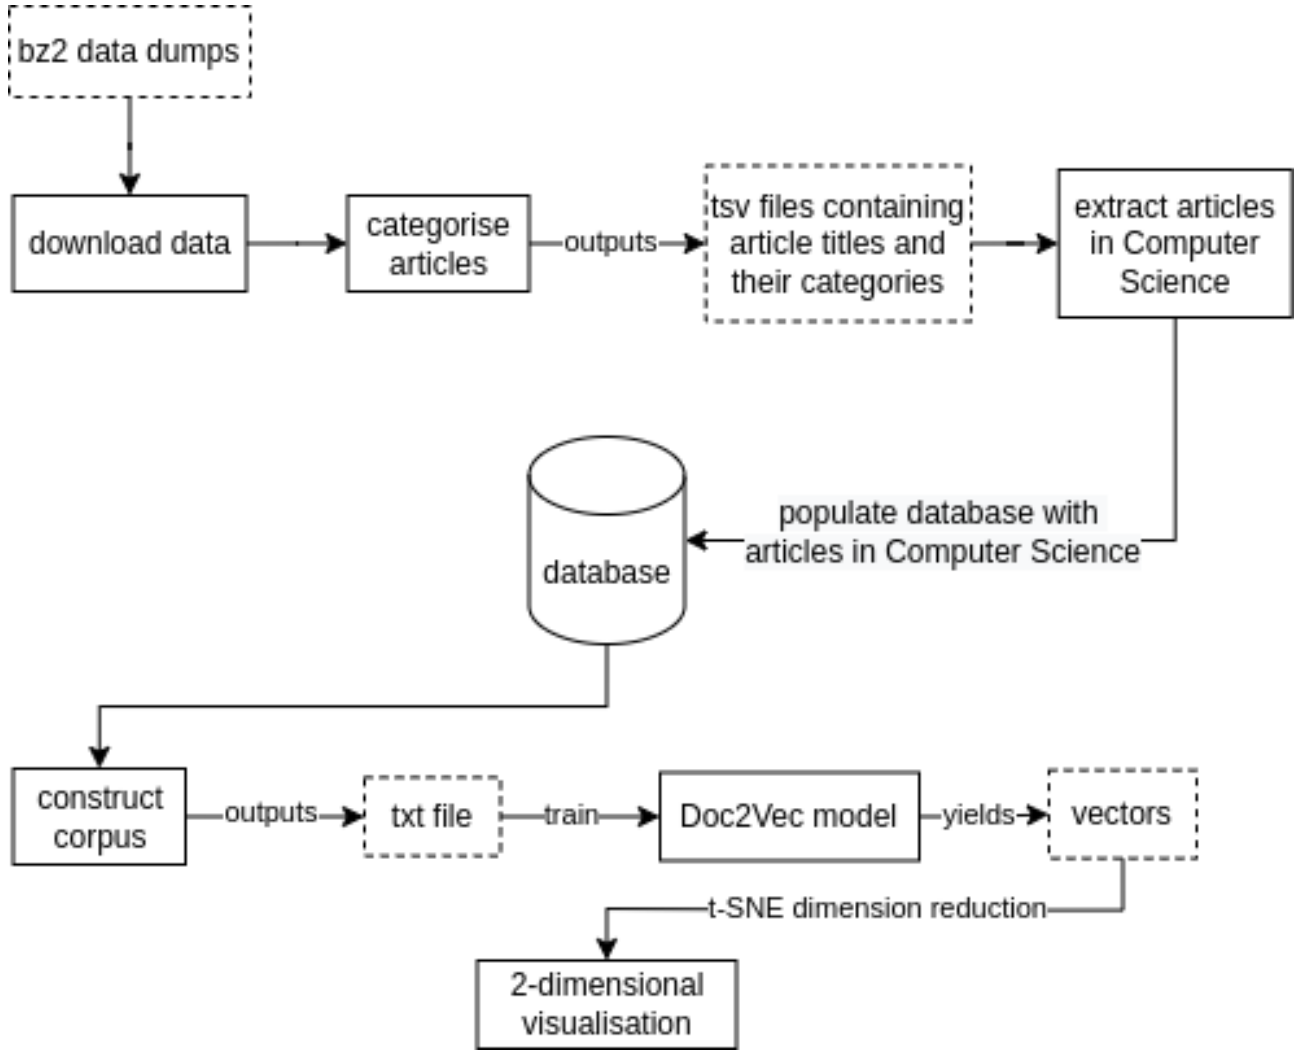 bz2 data dumps
download data
categorise
articles
outputs
tsv files containing
article titles and
their categories
extract articles
in Computer
Science
populate database with
articles in Computer Science
database
construct
corpus
outputs
txt file
train
Doc2Vec model
yields
vectors
t-SNE dimension reduction
2-dimensional
visualisation